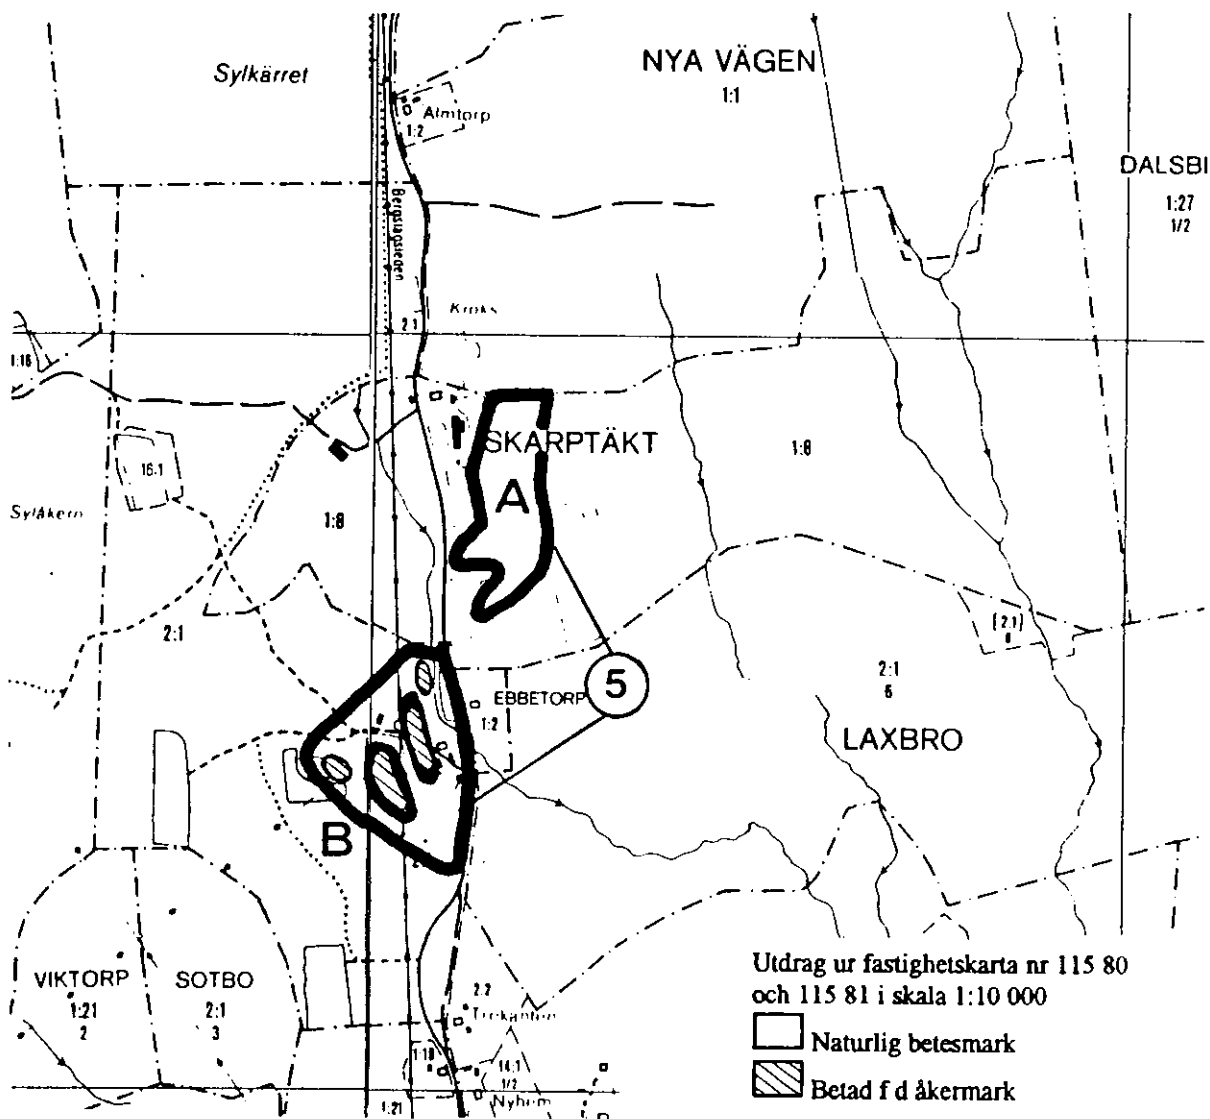 Sylkärret
NYA VÄGEN
1:1
Almtorp
1:2
DALSBI
1:27
1/2
Bergslagsleden
Kroks
2:1
1:16
SKARPTÄKT
1:8
16:1
A
Sylåkern
1:8
2:1
(2,1)
5
2:1
6
EBBETORP
1:2
LAXBRO
B
VIKTORP
1:21
2
SOTBO
2:1
3
Utdrag ur fastighetskarta nr 115 80
och 115 81 i skala 1:10 000
Naturlig betesmark
Betad f d åkermark
2:2
Trekanten
1:18
14:1
1/2
Nyhem
1:21